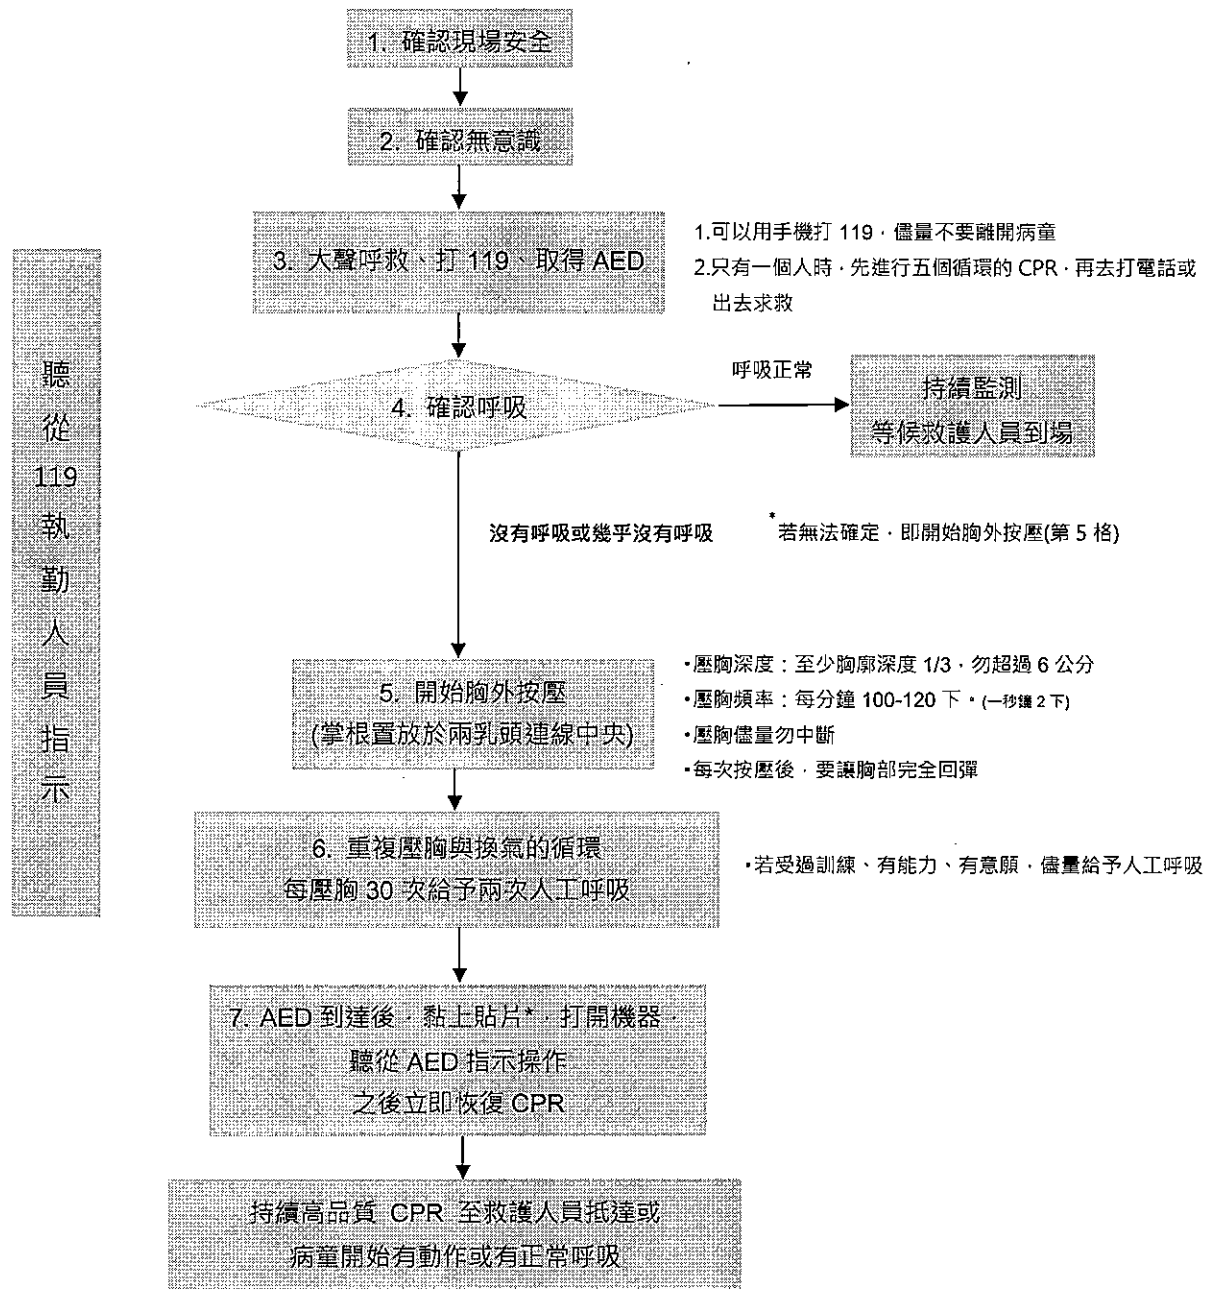 1. 確認現場安全
2. 確認無意識
3. 大聲呼救、打 119、取得 AED
1.可以用手機打 119，儘量不要離開病童
2.只有一個人時，先進行五個循環的 CPR，再去打電話或
出去求救
4. 確認呼吸
呼吸正常
持續監測
等候救護人員到場
聽
從
119
執
勤
人
員
指
示
沒有呼吸或幾乎沒有呼吸
*若無法確定，即開始胸外按壓(第 5 格)
5. 開始胸外按壓
(掌根置放於兩乳頭連線中央)
•壓胸深度：至少胸廓深度 1/3，勿超過 6 公分
•壓胸頻率：每分鐘 100-120 下。(一秒鐘 2 下)
•壓胸儘量勿中斷
•每次按壓後，要讓胸部完全回彈
6. 重複壓胸與換氣的循環
每壓胸 30 次給予兩次人工呼吸
•若受過訓練、有能力、有意願，儘量給予人工呼吸
7. AED 到達後，黏上貼片*，打開機器，
聽從 AED 指示操作
之後立即恢復 CPR
持續高品質 CPR 至救護人員抵達或
病童開始有動作或有正常呼吸